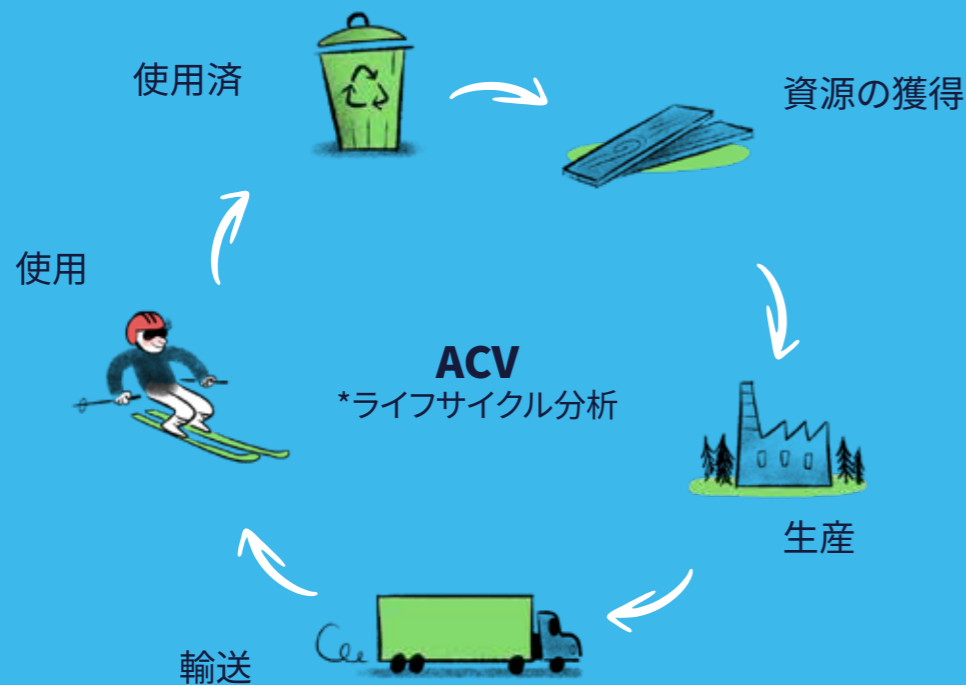 使用済
資源の獲得
使用
ACV
*ライフサイクル分析
生産
輸送